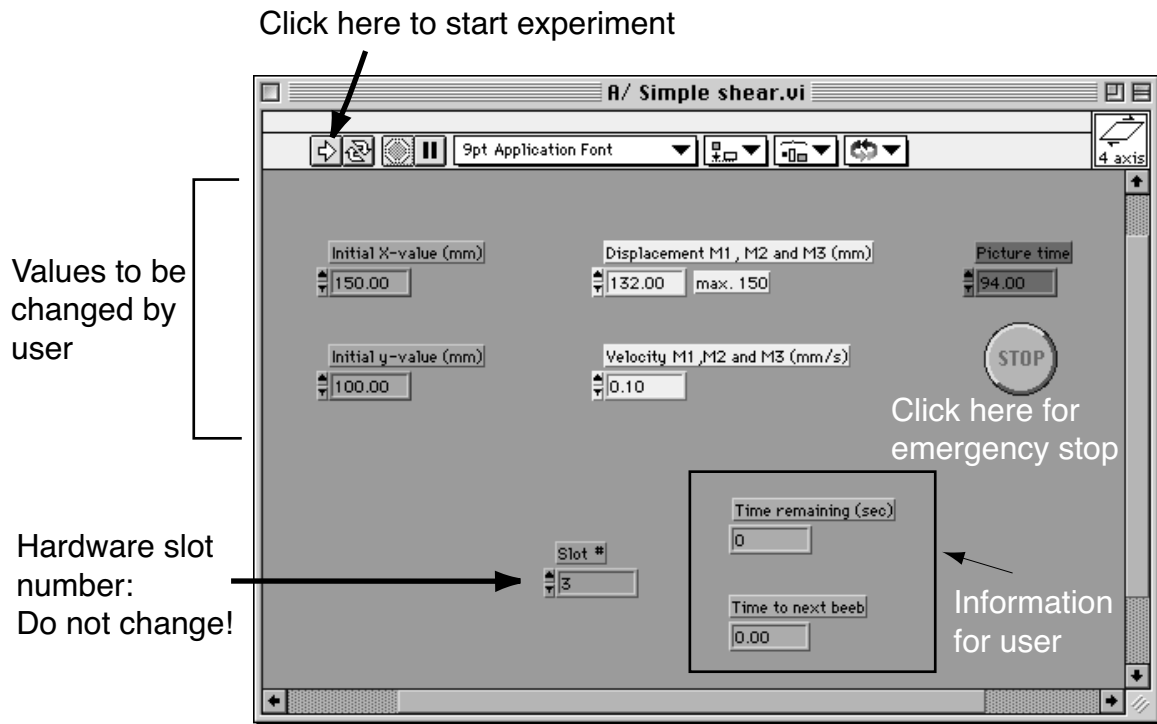 Click here to start experiment
A/ Simple shear.vi
9pt Application Font
4 axis
Values to be
changed by
user
Initial X-value (mm)
150.00
Displacement M1, M2 and M3 (mm)
132.00
max. 150
Picture time
94.00
Initial y-value (mm)
100.00
Velocity M1,M2 and M3 (mm/s)
0.10
STOP
Click here for
emergency stop
Hardware slot
number:
Do not change!
Slot #
3
Time remaining (sec)
0
Time to next beeb
0.00
Information
for user